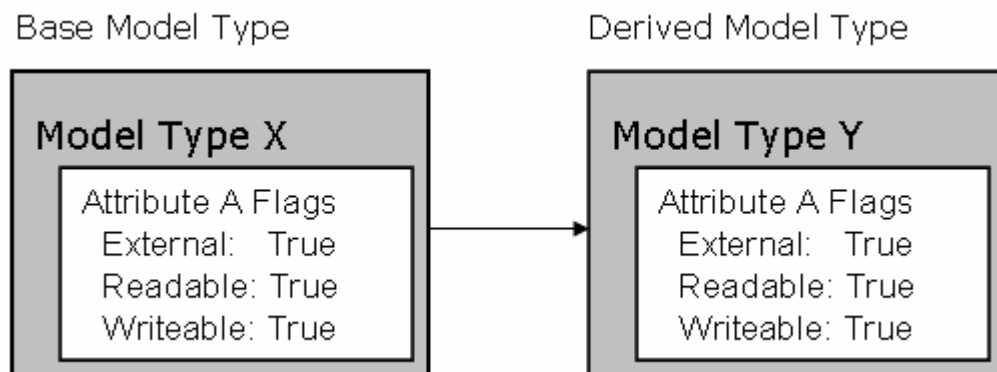 Base Model Type
Derived Model Type
Model Type X
Attribute A Flags
External: True
Readable: True
Writeable: True
Model Type Y
Attribute A Flags
External: True
Readable: True
Writeable: True